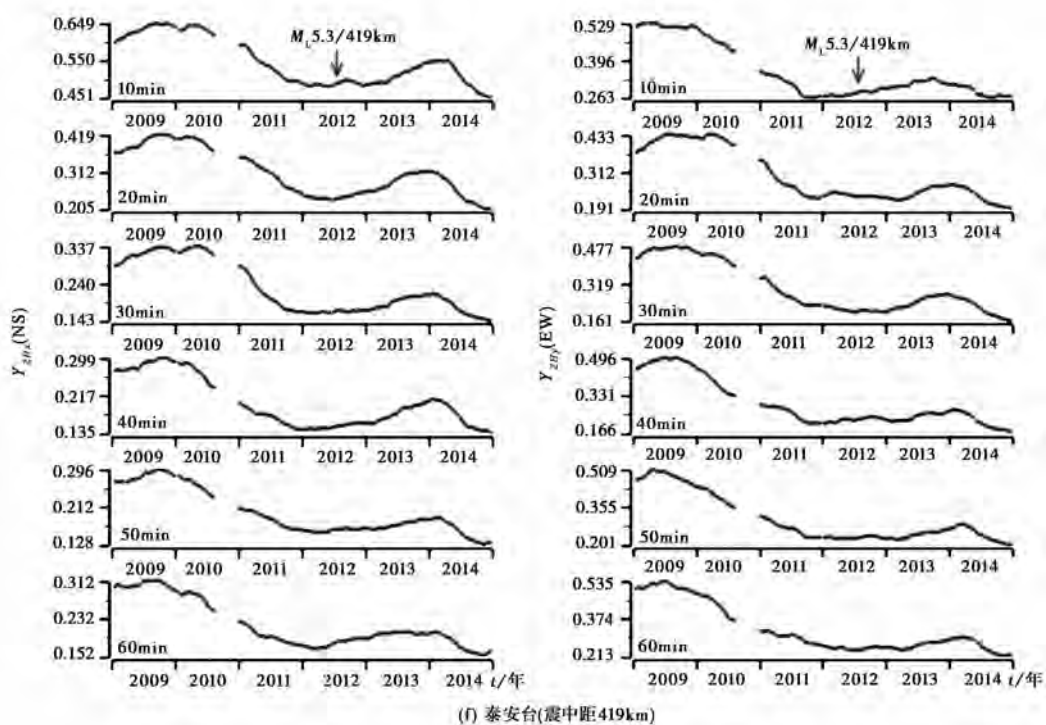 0.649
0.550
0.451
10min
M_L5.3/419km
2009 2010 2011 2012 2013 2014
0.419
0.312
0.205
20min
2009 2010 2011 2012 2013 2014
0.337
0.240
0.143
30min
2009 2010 2011 2012 2013 2014
0.299
0.217
0.135
40min
2009 2010 2011 2012 2013 2014
0.296
0.212
0.128
50min
2009 2010 2011 2012 2013 2014
0.312
0.232
0.152
60min
2009 2010 2011 2012 2013 2014 t/年
Y_ZHx(NS)
0.529
0.396
0.263
10min
M_L5.3/419km
2009 2010 2011 2012 2013 2014
0.433
0.312
0.191
20min
2009 2010 2011 2012 2013 2014
0.477
0.319
0.161
30min
2009 2010 2011 2012 2013 2014
0.496
0.331
0.166
40min
2009 2010 2011 2012 2013 2014
0.509
0.355
0.201
50min
2009 2010 2011 2012 2013 2014
0.535
0.374
0.213
60min
2009 2010 2011 2012 2013 2014 t/年
Y_ZHy(EW)
(f) 泰安台(震中距419km)